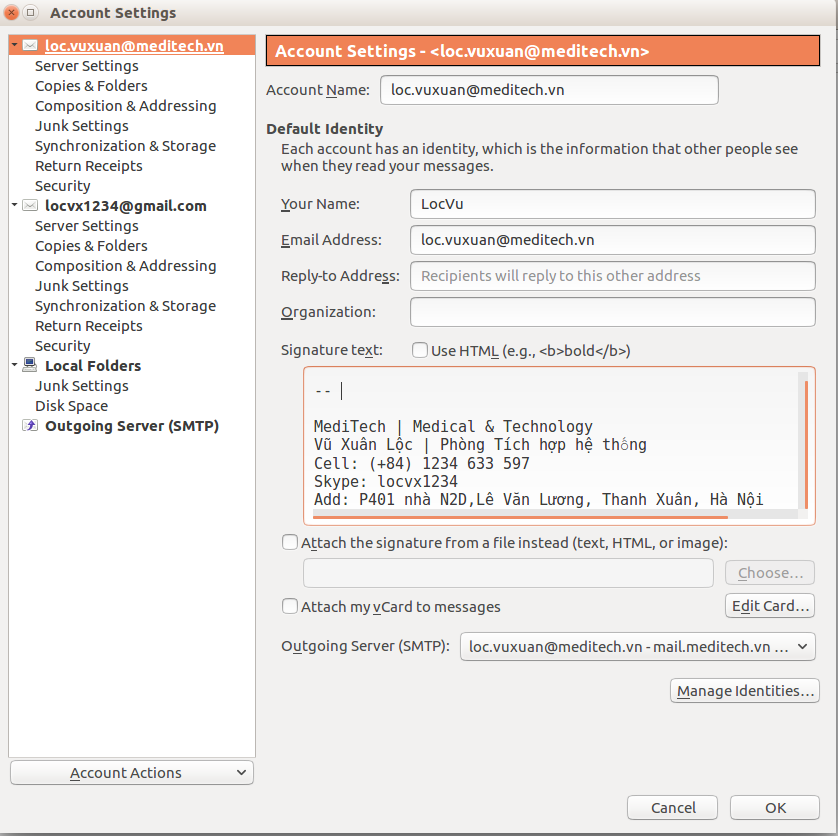 Account Settings
loc.vuxuan@meditech.vn
Server Settings
Copies & Folders
Composition & Addressing
Junk Settings
Synchronization & Storage
Return Receipts
Security
locvx1234@gmail.com
Server Settings
Copies & Folders
Composition & Addressing
Junk Settings
Synchronization & Storage
Return Receipts
Security
Local Folders
Junk Settings
Disk Space
Outgoing Server (SMTP)
Account Actions
Account Settings - <loc.vuxuan@meditech.vn>
Account Name: loc.vuxuan@meditech.vn
Default Identity
Each account has an identity, which is the information that other people see
when they read your messages.
Your Name: LocVu
Email Address: loc.vuxuan@meditech.vn
Reply-to Address: Recipients will reply to this other address
Organization:
Signature text: Use HTML (e.g., <b>bold</b>)
--
MediTech | Medical & Technology
Vũ Xuân Lộc | Phòng Tích hợp hệ thống
Cell: (+84) 1234 633 597
Skype: locvx1234
Add: P401 nhà N2D,Lê Văn Lương, Thanh Xuân, Hà Nội
Attach the signature from a file instead (text, HTML, or image):
Choose...
Attach my vCard to messages
Edit Card...
Outgoing Server (SMTP): loc.vuxuan@meditech.vn - mail.meditech.vn ...
Manage Identities...
Cancel OK